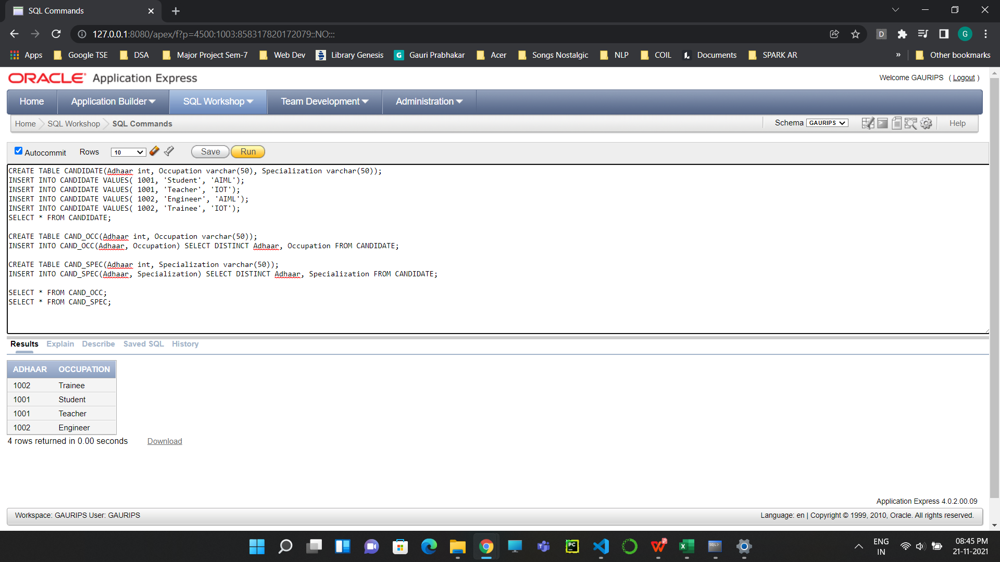 SQL Commands
127.0.0.1:8080/apex/f?p=4500:1003:858317820172079::NO:::
D
G
Apps Google TSE DSA Major Project Sem-7 Web Dev Library Genesis G Gauri Prabhakar Acer Songs Nostalgic NLP COIL Documents SPARK AR » Other bookmarks
ORACLE Application Express
Welcome GAURIPS ( Logout )
Home Application Builder SQL Workshop Team Development Administration
Home SQL Workshop SQL Commands
Schema GAURIPS Help
Autocommit Rows 10 Save Run
CREATE TABLE CANDIDATE(Adhaar int, Occupation varchar(50), Specialization varchar(50));
INSERT INTO CANDIDATE VALUES( 1001, 'Student', 'AIML');
INSERT INTO CANDIDATE VALUES( 1001, 'Teacher', 'IOT');
INSERT INTO CANDIDATE VALUES( 1002, 'Engineer', 'AIML');
INSERT INTO CANDIDATE VALUES( 1002, 'Trainee', 'IOT');
SELECT * FROM CANDIDATE;
CREATE TABLE CAND_OCC(Adhaar int, Occupation varchar(50));
INSERT INTO CAND_OCC(Adhaar, Occupation) SELECT DISTINCT Adhaar, Occupation FROM CANDIDATE;
CREATE TABLE CAND_SPEC(Adhaar int, Specialization varchar(50));
INSERT INTO CAND_SPEC(Adhaar, Specialization) SELECT DISTINCT Adhaar, Specialization FROM CANDIDATE;
SELECT * FROM CAND_OCC;
SELECT * FROM CAND_SPEC;
Results Explain Describe Saved SQL History
ADHAAR OCCUPATION
1002 Trainee
1001 Student
1001 Teacher
1002 Engineer
4 rows returned in 0.00 seconds Download
Application Express 4.0.2.00.09
Workspace: GAURIPS User: GAURIPS
Language: en | Copyright © 1999, 2010, Oracle. All rights reserved.
PC
SQL>
ENG
IN
08:45 PM
21-11-2021